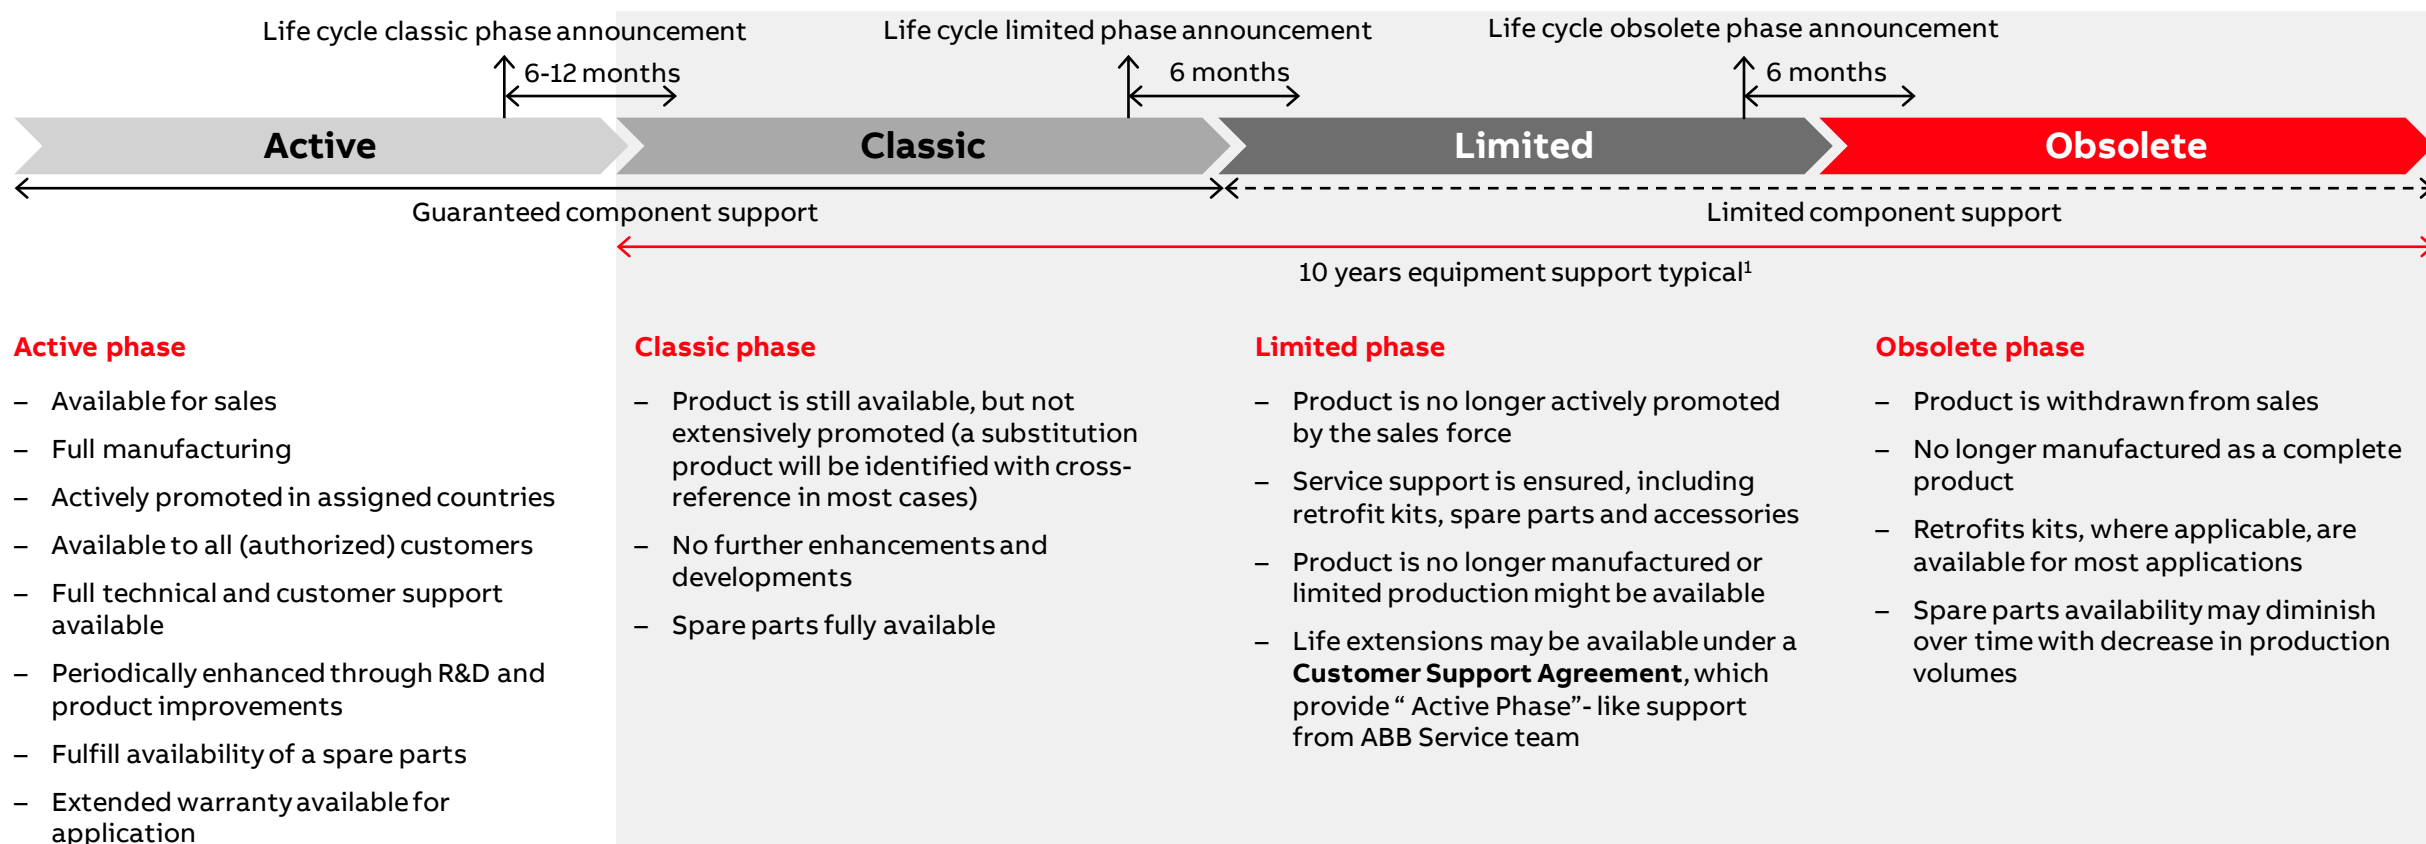 Life cycle classic phase announcement
Life cycle limited phase announcement
Life cycle obsolete phase announcement
6-12 months
6 months
6 months
Active
Classic
Limited
Obsolete
Guaranteed component support
Limited component support
10 years equipment support typical¹
Active phase
– Available for sales
– Full manufacturing
– Actively promoted in assigned countries
– Available to all (authorized) customers
– Full technical and customer support
available
– Periodically enhanced through R&D and
product improvements
– Fulfill availability of a spare parts
– Extended warranty available for
application
Classic phase
– Product is still available, but not
extensively promoted (a substitution
product will be identified with cross-
reference in most cases)
– No further enhancements and
developments
– Spare parts fully available
Limited phase
– Product is no longer actively promoted
by the sales force
– Service support is ensured, including
retrofit kits, spare parts and accessories
– Product is no longer manufactured or
limited production might be available
– Life extensions may be available under a
Customer Support Agreement, which
provide “ Active Phase”- like support
from ABB Service team
Obsolete phase
– Product is withdrawn from sales
– No longer manufactured as a complete
product
– Retrofits kits, where applicable, are
available for most applications
– Spare parts availability may diminish
over time with decrease in production
volumes